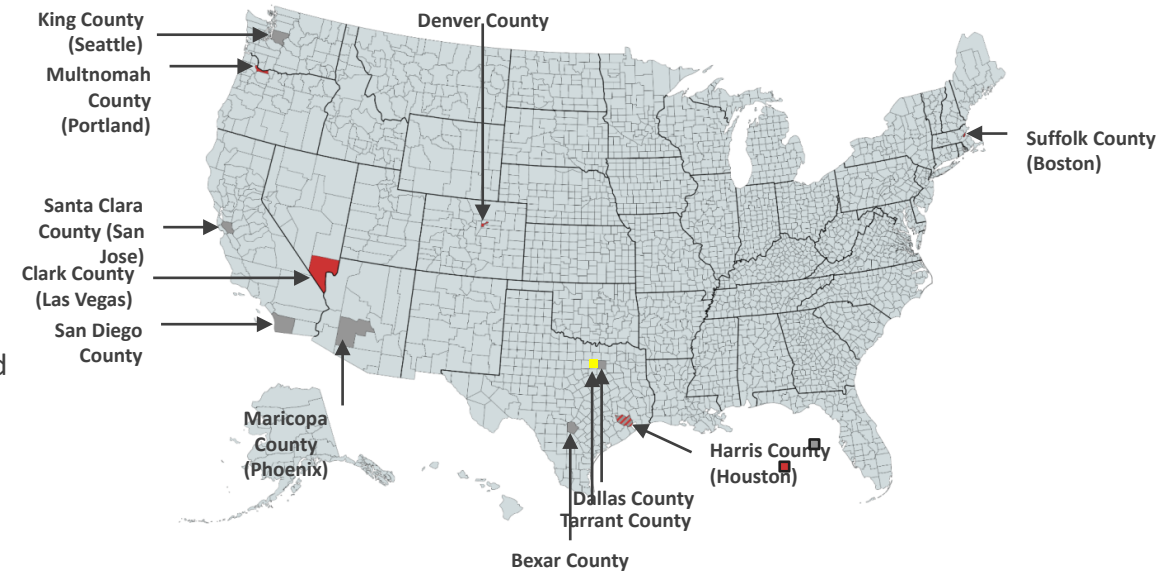 King County
(Seattle)
Denver County
Multnomah
County
(Portland)
Suffolk County
(Boston)
Santa Clara
County (San
Jose)
Clark County
(Las Vegas)
San Diego
County
d
Maricopa
County
(Phoenix)
Harris County
(Houston)
Dallas County
Tarrant County
Bexar County